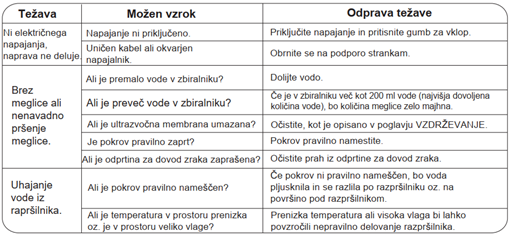 Težava
Možen vzrok
Odprava težave
Ni električnega
napajanja,
naprava ne deluje.
Napajanje ni priključeno.
Priključite napajanje in pritisnite gumb za vklop.
Uničen kabel ali okvarjen
napajalnik.
Obrnite se na podporo strankam.
Brez
meglice ali
nenavadno
pršenje
meglice.
Ali je premalo vode v zbiralniku?
Dolijte vodo.
Ali je preveč vode v zbiralniku?
Če je v zbiralniku več kot 200 ml vode (najvišja dovoljena
količina vode), bo količina meglice zelo majhna.
Ali je ultrazvočna membrana umazana?
Očistite, kot je opisano v poglavju VZDRŽEVANJE.
Je pokrov pravilno zaprt?
Pokrov pravilno namestite.
Ali je odprtina za dovod zraka zaprašena?
Očistite prah iz odprtine za dovod zraka.
Uhajanje
vode iz
rapršilnika.
Ali je pokrov pravilno nameščen?
Če pokrov ni pravilno nameščen, bo voda
pljusknila in se razlila po razpršilniku oz. na
površino pod razpršilnikom.
Ali je temperatura v prostoru prenizka
oz. je v prostoru veliko vlage?
Prenizka temperatura ali visoka vlaga bi lahko
povzročili nepravilno delovanje razpršilnika.